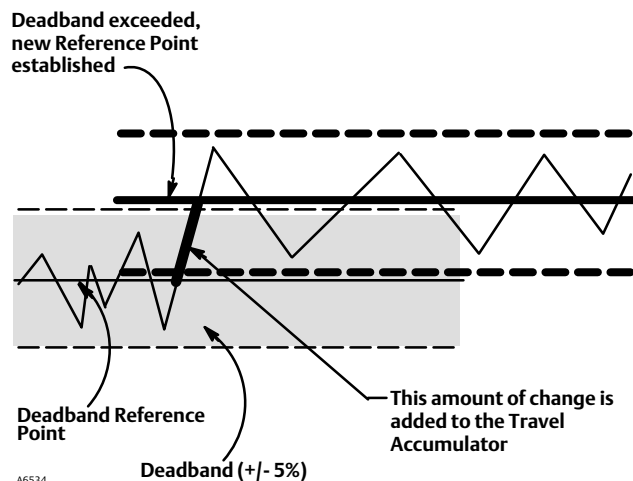 Deadband exceeded,
new Reference Point
established
This amount of change is
added to the Travel
Accumulator
Deadband Reference
Point
Deadband (+/- 5%)
A6534